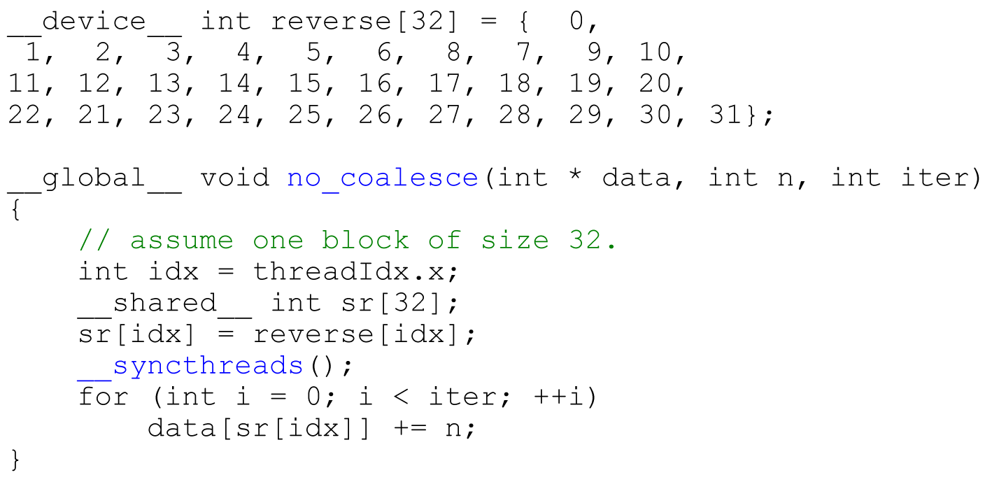 __device__ int reverse[32] = {  0,
 1,  2,  3,  4,  5,  6,  8,  7,  9, 10,
11, 12, 13, 14, 15, 16, 17, 18, 19, 20,
22, 21, 23, 24, 25, 26, 27, 28, 29, 30, 31};

__global__ void no_coalesce(int * data, int n, int iter)
{
    // assume one block of size 32.
    int idx = threadIdx.x;
    __shared__ int sr[32];
    sr[idx] = reverse[idx];
    __syncthreads();
    for (int i = 0; i < iter; ++i)
        data[sr[idx]] += n;
}